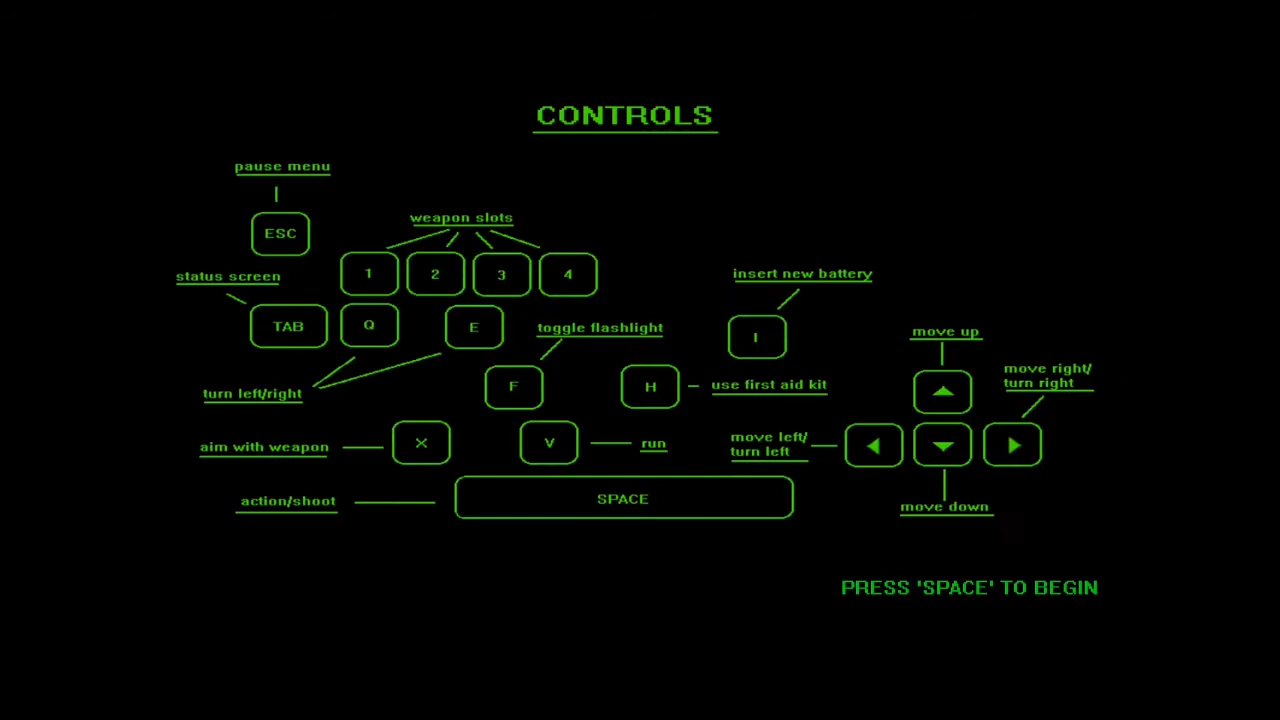 CONTROLS
pause menu
ESC
weapon slots
1 2 3 4
status screen
insert new battery
TAB Q E
toggle flashlight
I
move up
turn left/right
F H
use first aid kit
move right/
turn right
aim with weapon
X V
run
move left/
turn left
action/shoot
SPACE
move down
PRESS 'SPACE' TO BEGIN